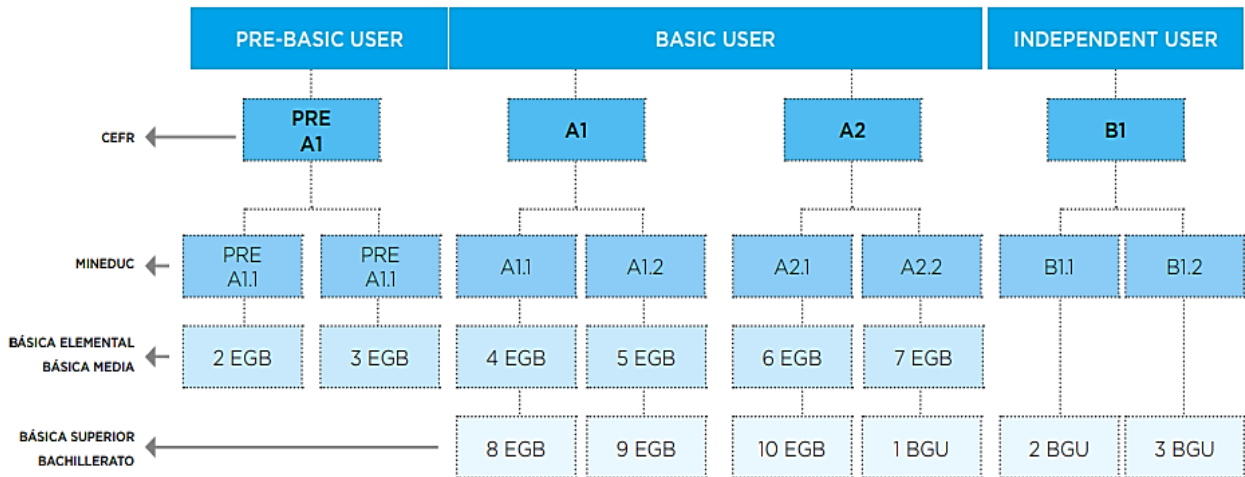 PRE-BASIC USER
BASIC USER
INDEPENDENT USER
CEFR
PRE
A1
A1
A2
B1
MINEDUC
PRE
A1.1
PRE
A1.1
A1.1
A1.2
A2.1
A2.2
B1.1
B1.2
BÁSICA ELEMENTAL
BÁSICA MEDIA
2 EGB
3 EGB
4 EGB
5 EGB
6 EGB
7 EGB
BÁSICA SUPERIOR
BACHILLERATO
8 EGB
9 EGB
10 EGB
1 BGU
2 BGU
3 BGU